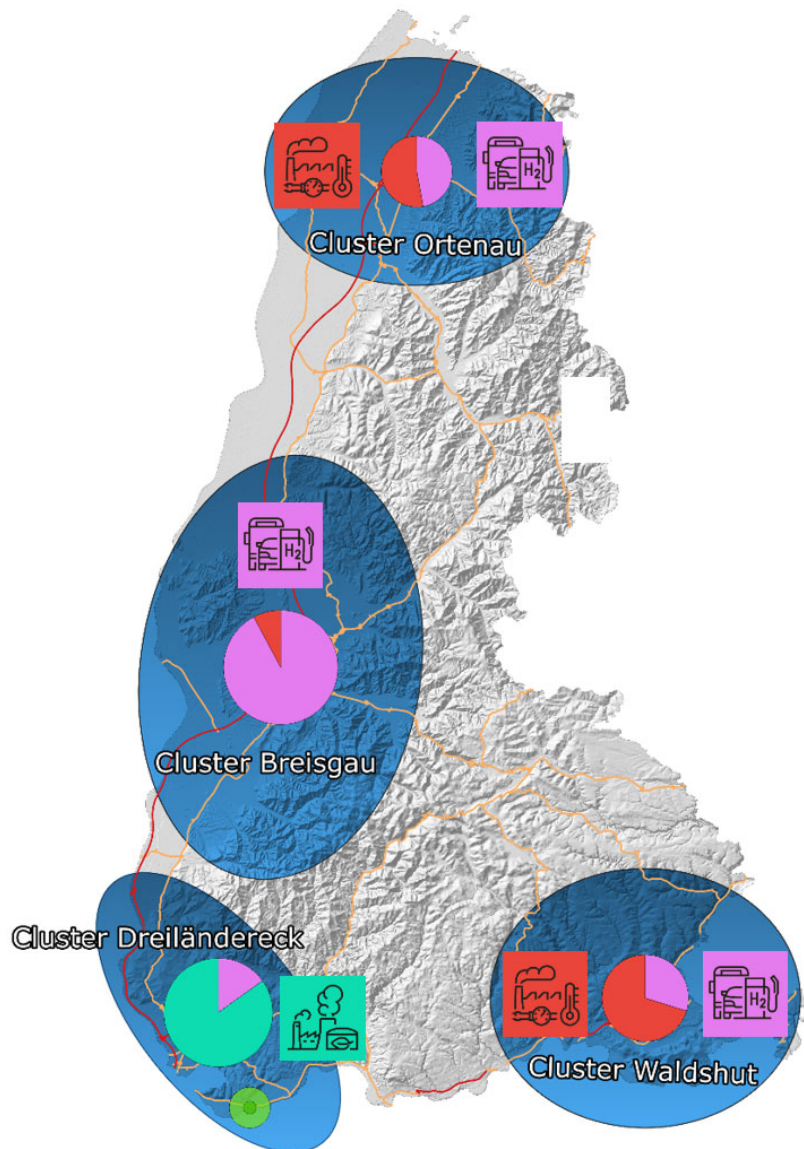 H2
Cluster Ortenau
H2
Cluster Breisgau
Cluster Dreiländereck
H2
Cluster Waldshut